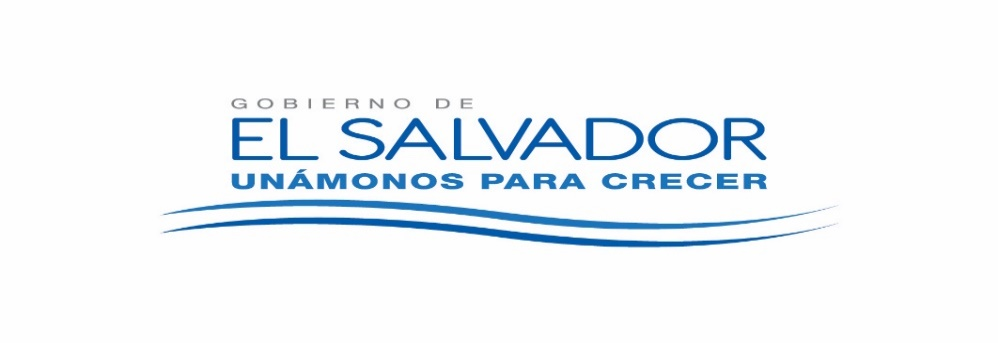 GOBIERNO DE
EL SALVADOR
UNÁMONOS PARA CRECER